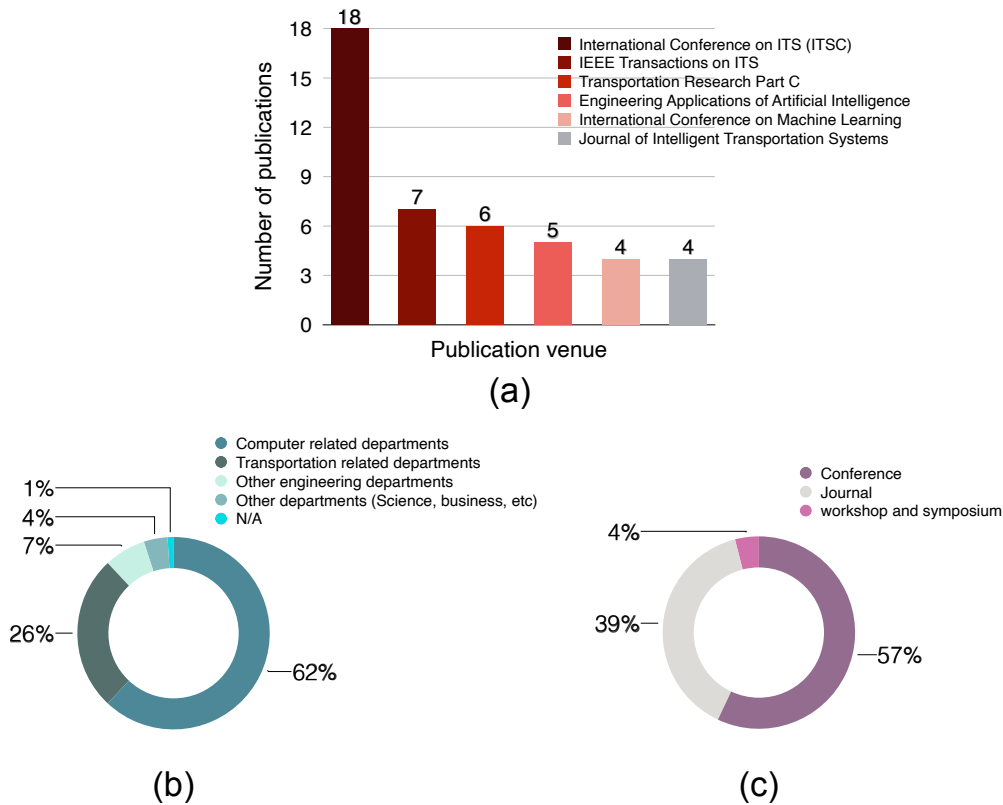 18
15
12
9
6
3
0
Number of publications
18
7
6
5
4
4
International Conference on ITS (ITSC)
IEEE Transactions on ITS
Transportation Research Part C
Engineering Applications of Artificial Intelligence
International Conference on Machine Learning
Journal of Intelligent Transportation Systems
Publication venue
(a)
Computer related departments
Transportation related departments
Other engineering departments
Other departments (Science, business, etc)
N/A
1%
4%
7%
26%
62%
(b)
Conference
Journal
workshop and symposium
4%
39%
57%
(c)